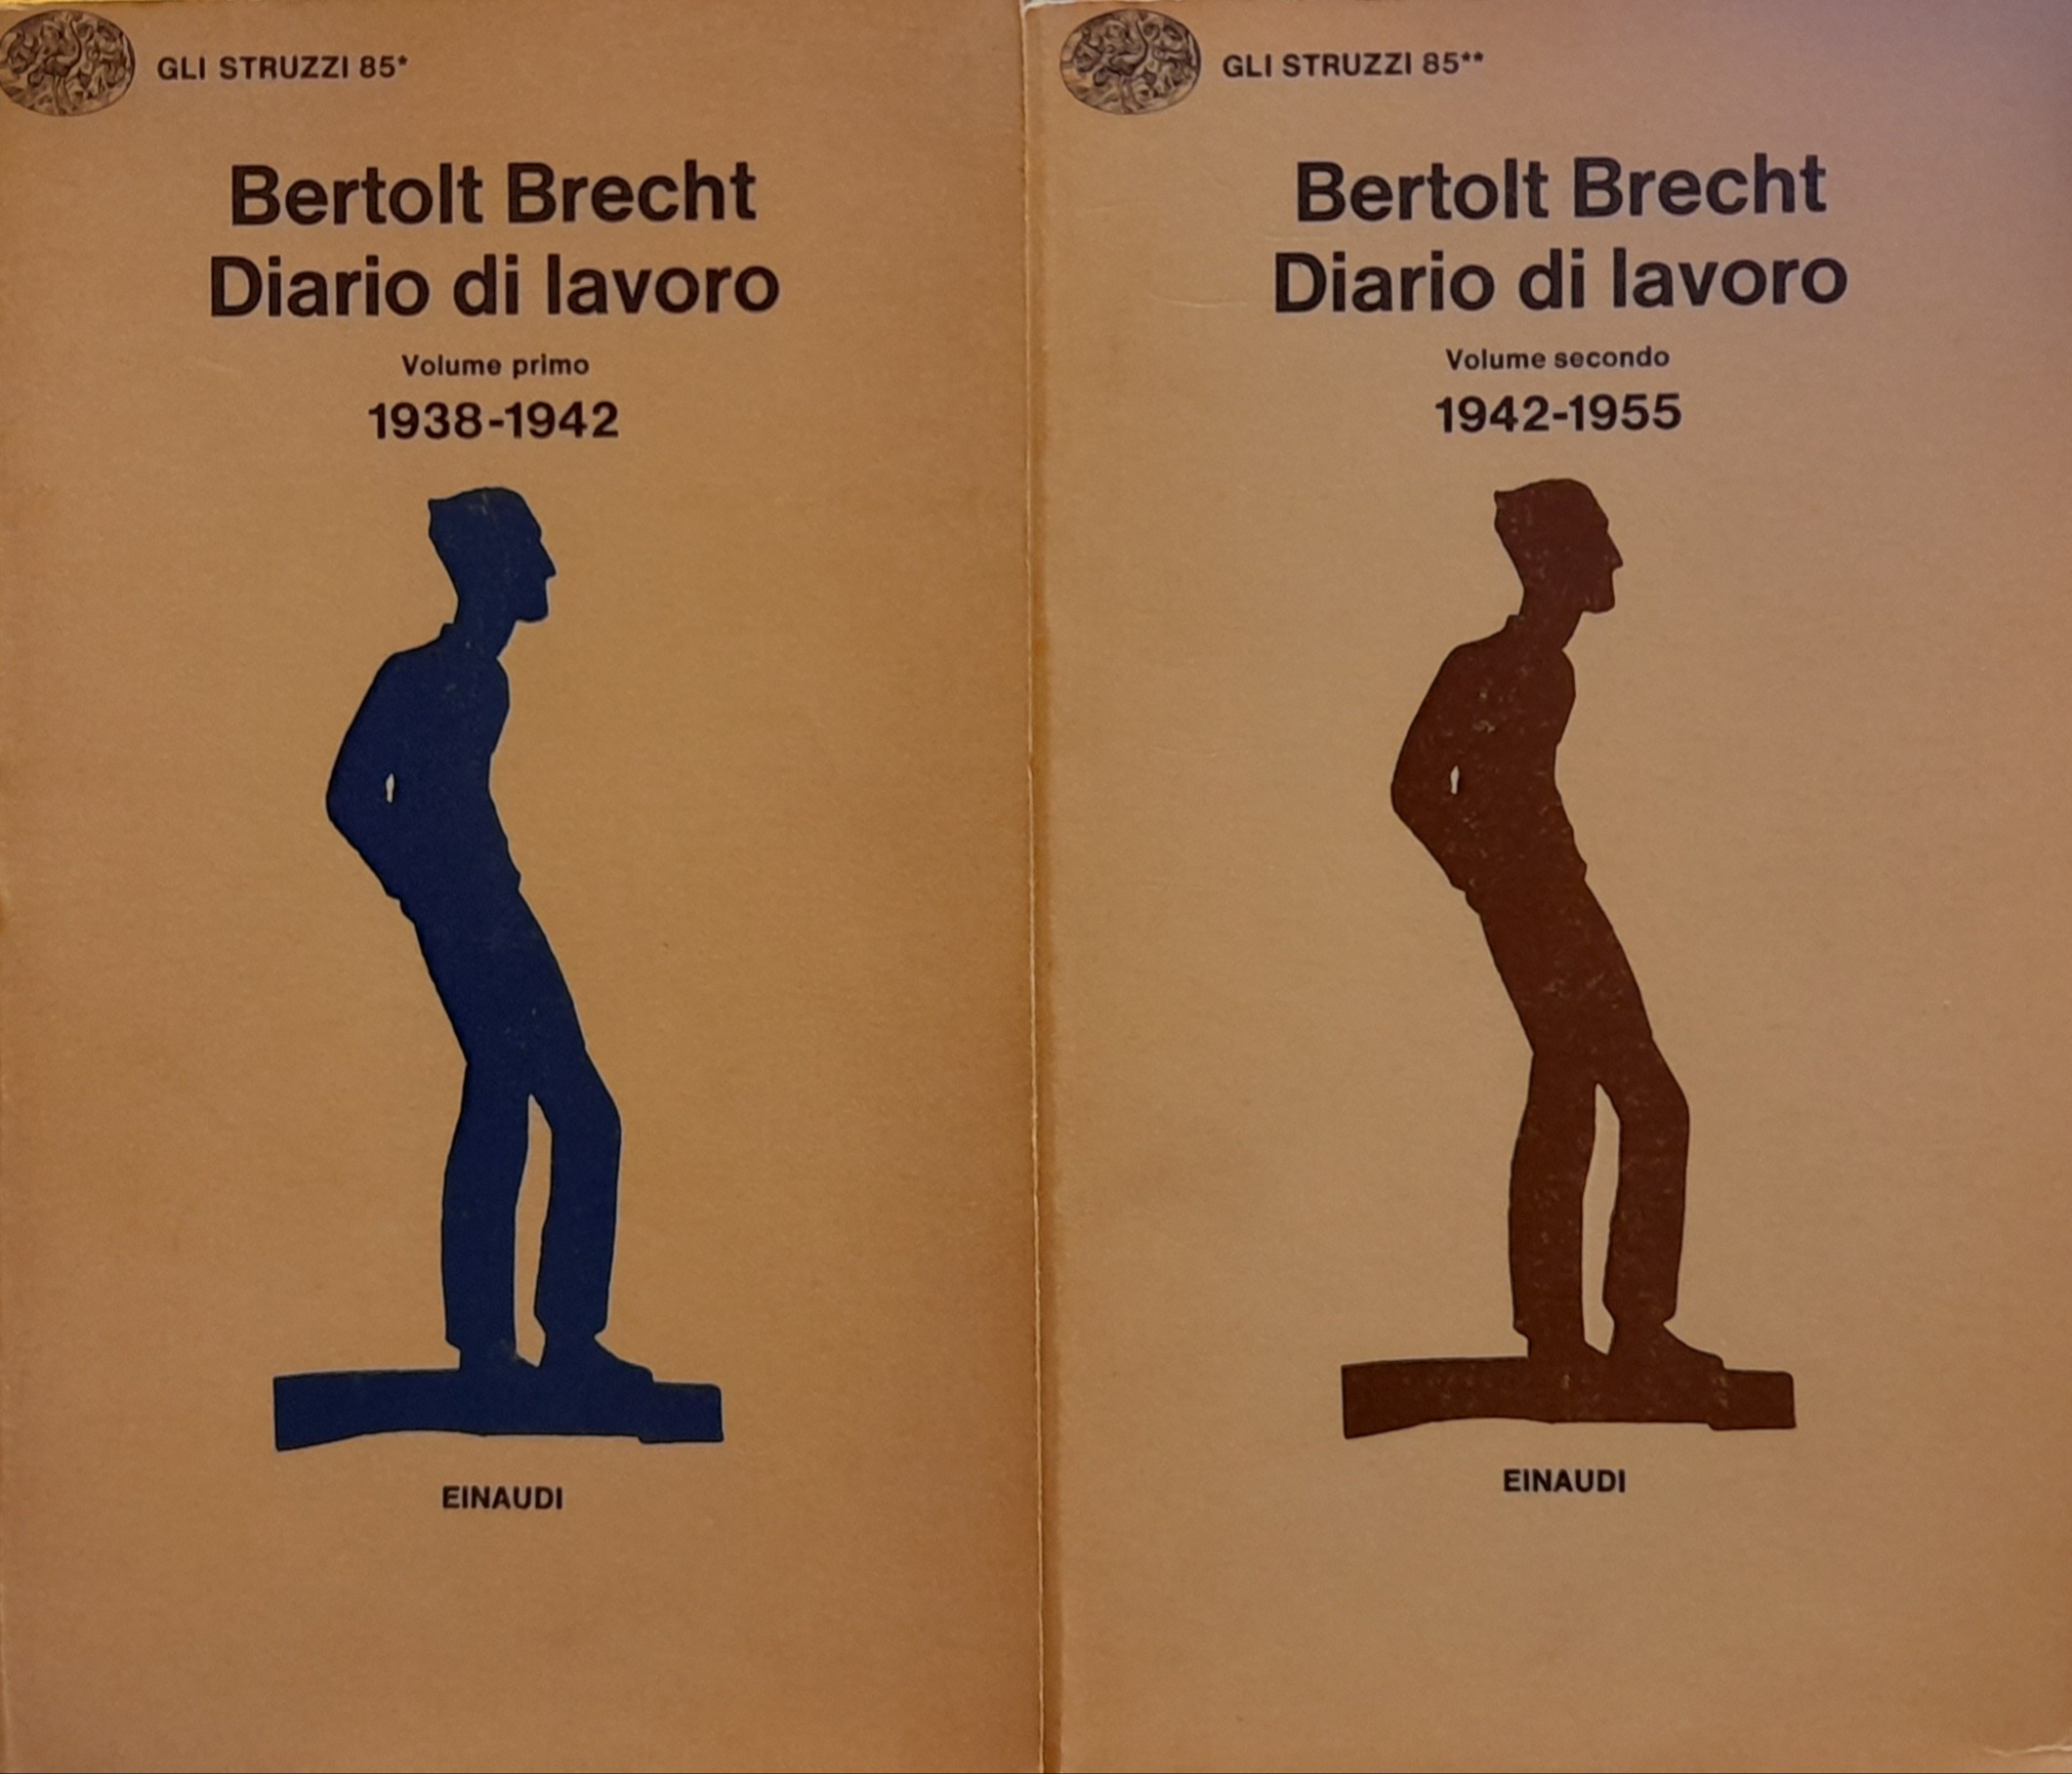 GLI STRUZZI 85*
Bertolt Brecht
Diario di lavoro
Volume primo
1938-1942
EINAUDI
GLI STRUZZI 85**
Bertolt Brecht
Diario di lavoro
Volume secondo
1942-1955
EINAUDI